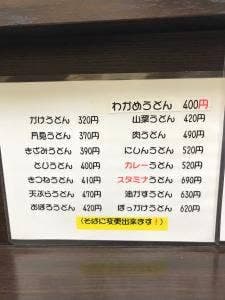 わかめうどん 400円
かけうどん 320円 山菜うどん 420円
月見うどん 370円 肉うどん 490円
きざみうどん 390円 にしんうどん 520円
とじうどん 400円 カレーうどん 520円
きつねうどん 410円 スタミナうどん 690円
天ぷらうどん 470円 油かすうどん 630円
おぼろうどん 420円 ぼっかけうどん 620円
(そばに変更出来ます！)